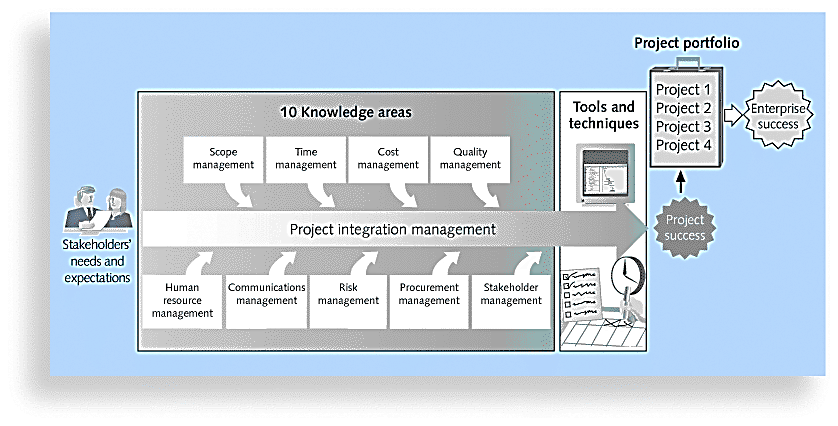 Project portfolio
Project 1
Project 2
Project 3
Project 4
Enterprise
success
10 Knowledge areas
Tools and
techniques
Scope
management
Time
management
Cost
management
Quality
management
Project integration management
Project
success
Stakeholders'
needs and
expectations
Human
resource
management
Communications
management
Risk
management
Procurement
management
Stakeholder
management